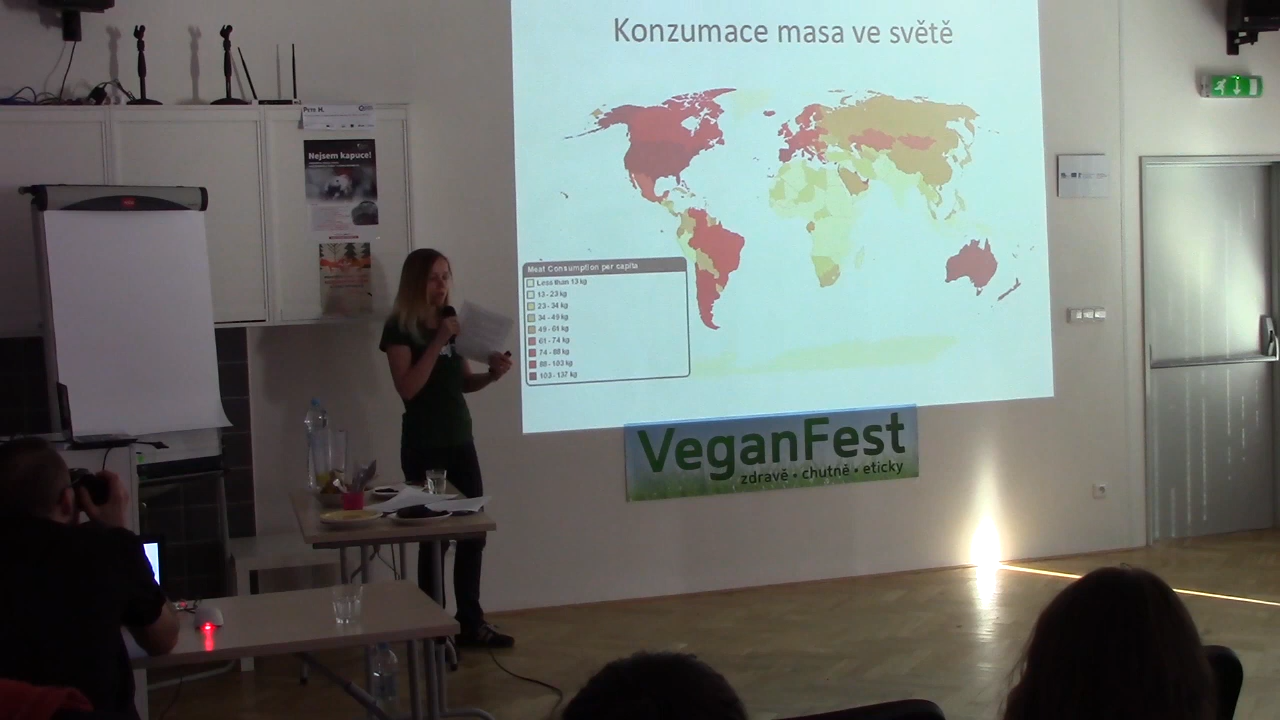 Konzumace masa ve světě
Petr M.
Nejsem kapuce!
Meat Consumption per capita
Less than 13 kg
13 - 23 kg
23 - 34 kg
34 - 49 kg
49 - 61 kg
61 - 74 kg
74 - 88 kg
88 - 103 kg
103 - 137 kg
VeganFest
zdravě • chutně • eticky